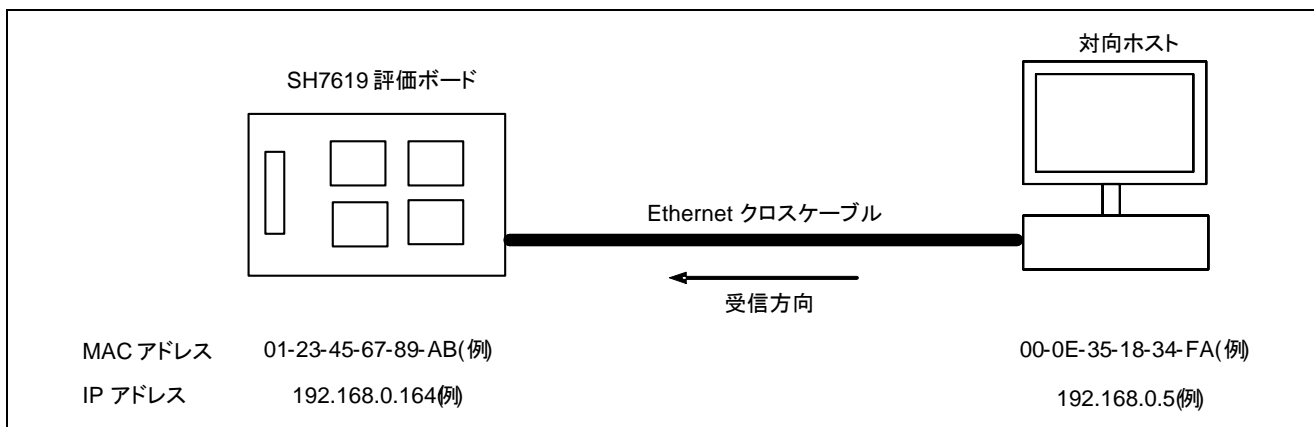 対向ホスト
SH7619 評価ボード
Ethernet クロスケーブル
受信方向
MAC アドレス 01-23-45-67-89-AB(例) 00-0E-35-18-34-FA(例)
IP アドレス 192.168.0.164(例) 192.168.0.5(例)